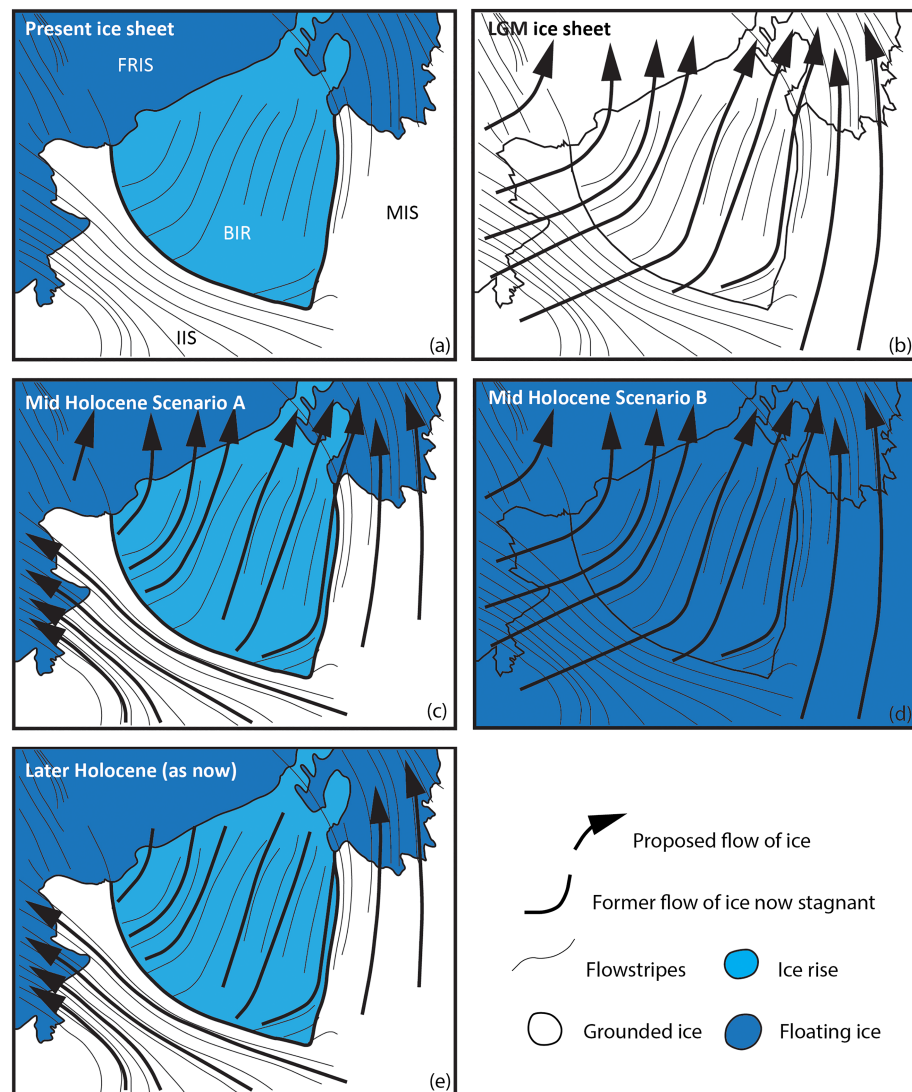 Present ice sheet
FRIS
MIS
BIR
IIS
(a)
LGM ice sheet
(b)
Mid Holocene Scenario A
(c)
Mid Holocene Scenario B
(d)
Later Holocene (as now)
(e)
Proposed flow of ice
Former flow of ice now stagnant
Flowstripes
Ice rise
Grounded ice
Floating ice